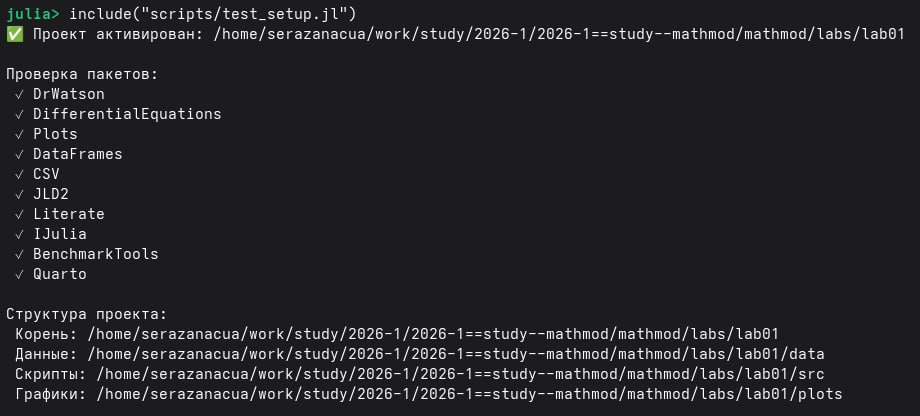 julia> include("scripts/test_setup.jl")
✅ Проект активирован: /home/serazanacua/work/study/2026-1/2026-1==study--mathmod/mathmod/labs/lab01
Проверка пакетов:
✓ DrWatson
✓ DifferentialEquations
✓ Plots
✓ DataFrames
✓ CSV
✓ JLD2
✓ Literate
✓ IJulia
✓ BenchmarkTools
✓ Quarto
Структура проекта:
Корень: /home/serazanacua/work/study/2026-1/2026-1==study--mathmod/mathmod/labs/lab01
Данные: /home/serazanacua/work/study/2026-1/2026-1==study--mathmod/mathmod/labs/lab01/data
Скрипты: /home/serazanacua/work/study/2026-1/2026-1==study--mathmod/mathmod/labs/lab01/src
Графики: /home/serazanacua/work/study/2026-1/2026-1==study--mathmod/mathmod/labs/lab01/plots